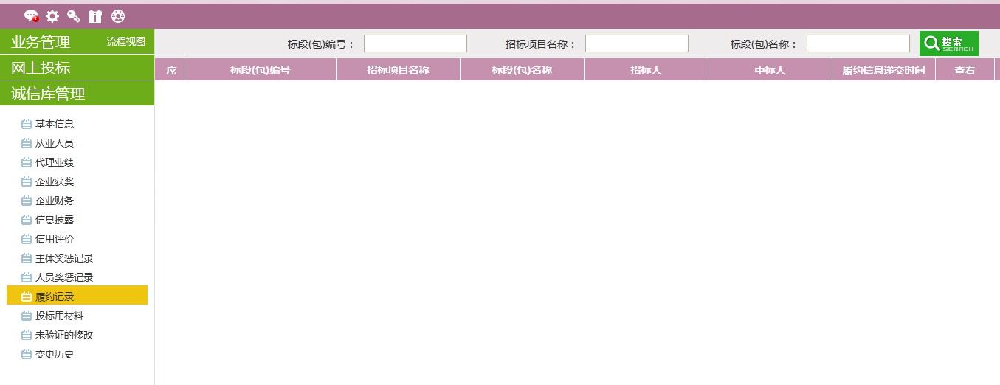 业务管理 流程视图
标段(包)编号： 招标项目名称： 标段(包)名称： 搜索 SEARCH
网上投标
序 标段(包)编号 招标项目名称 标段(包)名称 招标人 中标人 履约信息递交时间 查看
诚信库管理
基本信息
从业人员
代理业绩
企业获奖
企业财务
信息披露
信用评价
主体奖惩记录
人员奖惩记录
履约记录
投标用材料
未验证的修改
变更历史